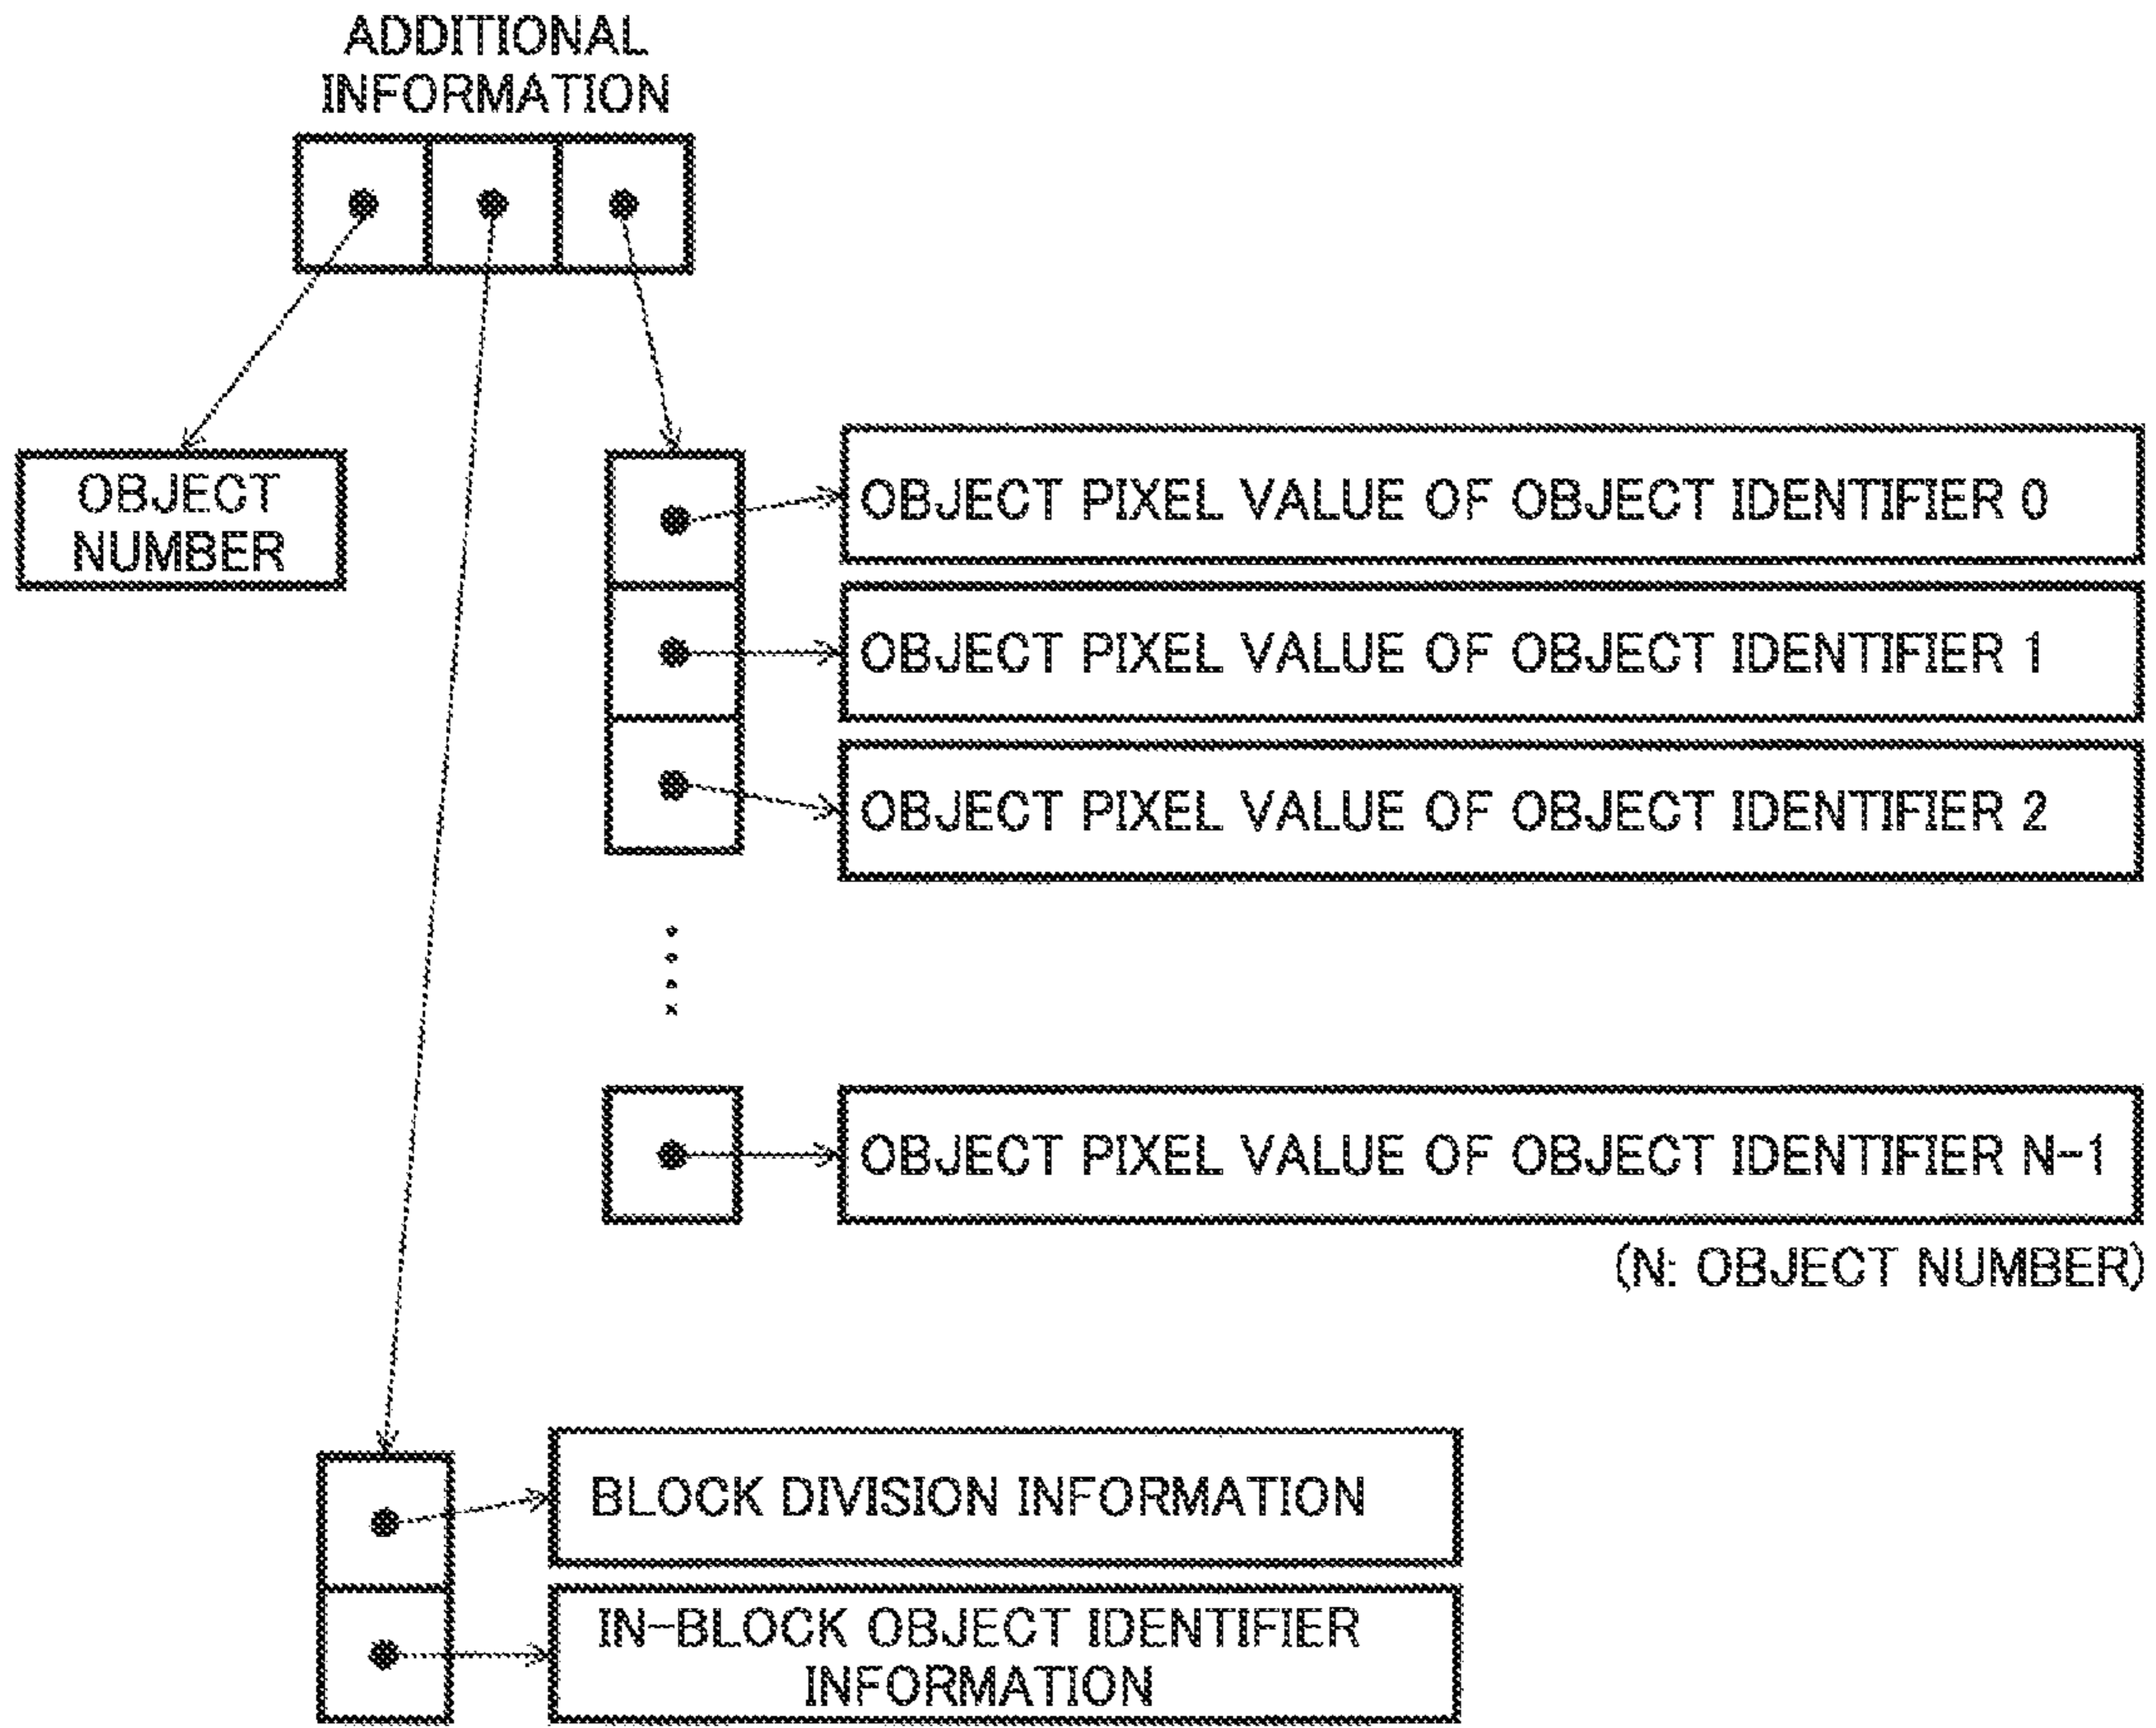 ADDITIONAL
INFORMATION
OBJECT
NUMBER
OBJECT PIXEL VALUE OF OBJECT IDENTIFIER 0
OBJECT PIXEL VALUE OF OBJECT IDENTIFIER 1
OBJECT PIXEL VALUE OF OBJECT IDENTIFIER 2
OBJECT PIXEL VALUE OF OBJECT IDENTIFIER N-1
(N: OBJECT NUMBER)
BLOCK DIVISION INFORMATION
IN-BLOCK OBJECT IDENTIFIER
INFORMATION